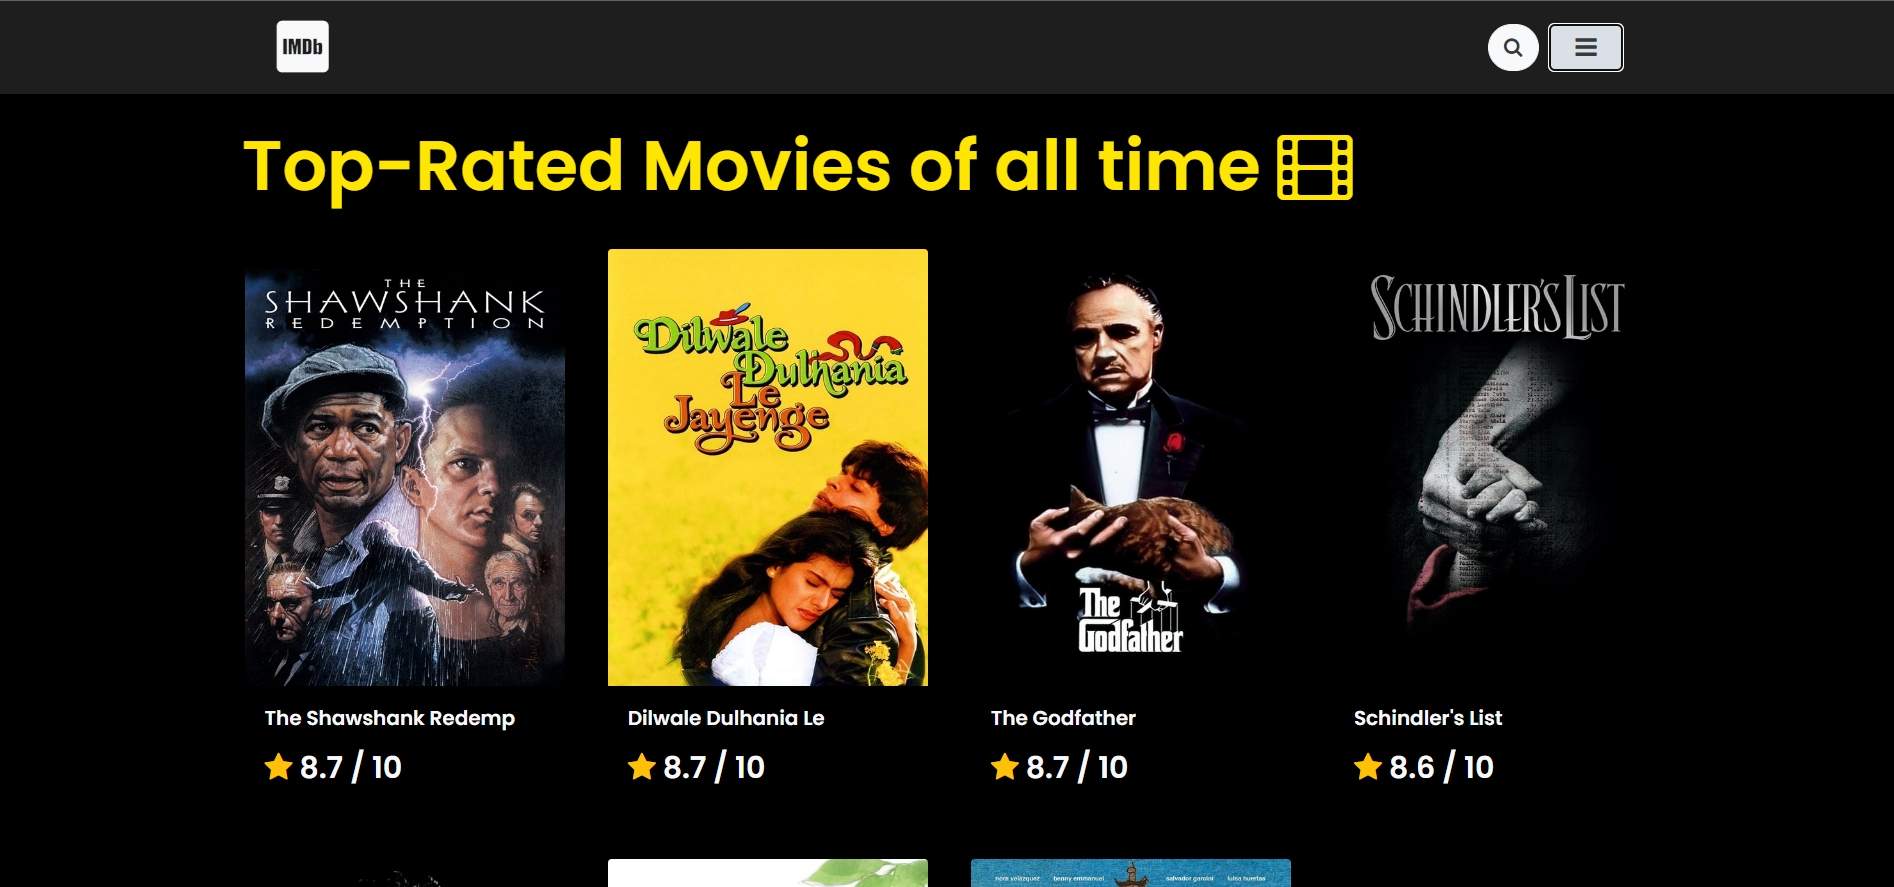 IMDb
Top-Rated Movies of all time
THE
SHAWSHANK
REDEMPTION
Dilwale
Dulhania
Le
Jayenge
The
Godfather
SCHINDLER'S LIST
The Shawshank Redemp
8.7 / 10
Dilwale Dulhania Le
8.7 / 10
The Godfather
8.7 / 10
Schindler's List
8.6 / 10
nora velázquez benny emmanuel salvador garcini luisa huertas